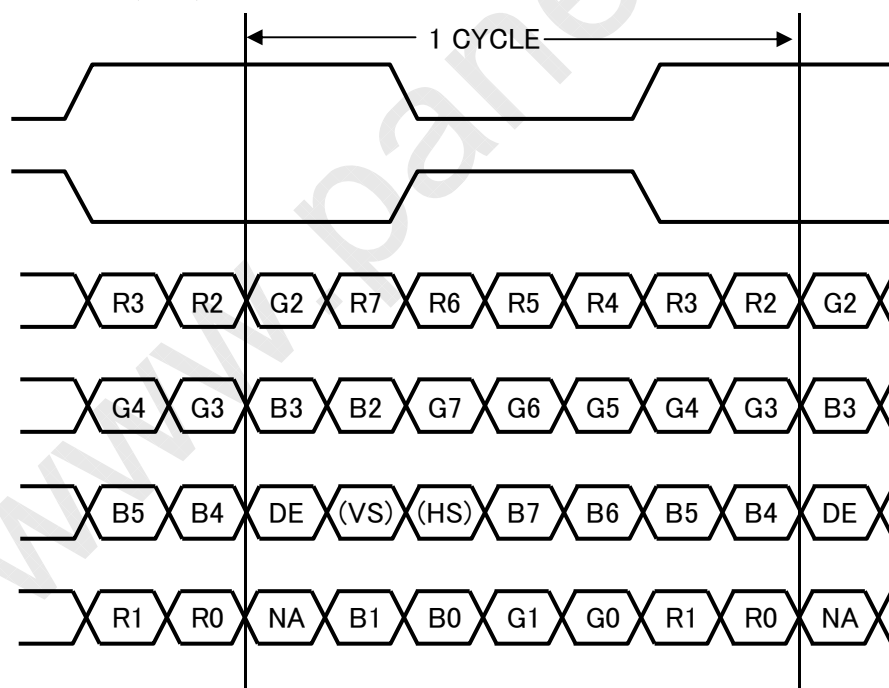 1 CYCLE
R3 R2 G2 R7 R6 R5 R4 R3 R2 G2
G4 G3 B3 B2 G7 G6 G5 G4 G3 B3
B5 B4 DE (VS) (HS) B7 B6 B5 B4 DE
R1 R0 NA B1 B0 G1 G0 R1 R0 NA
www.pane